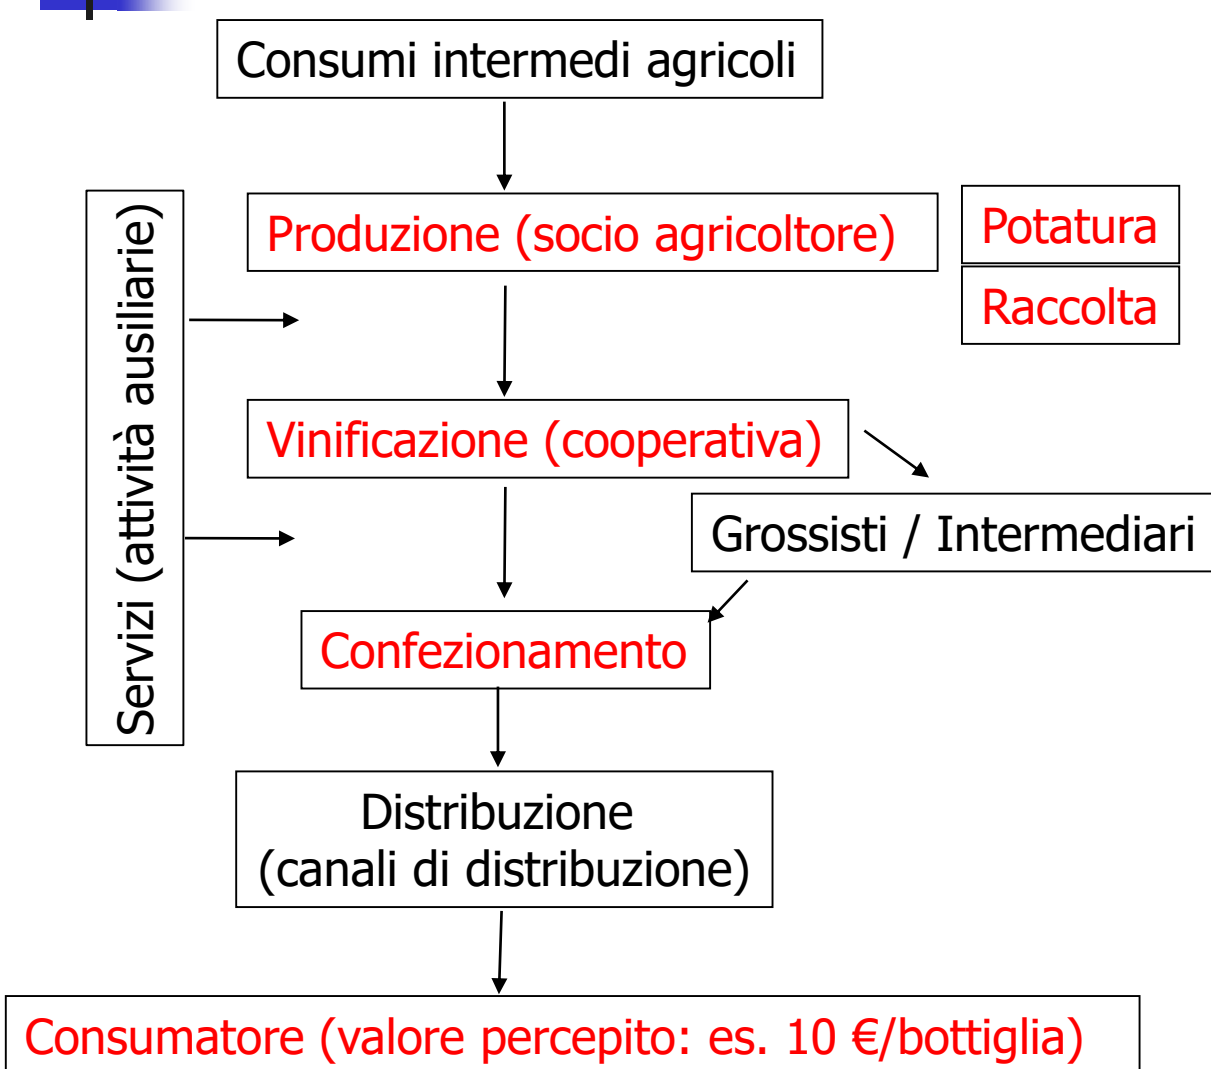 Consumi intermedi agricoli
Servizi (attività ausiliarie)
Produzione (socio agricoltore)
Potatura
Raccolta
Vinificazione (cooperativa)
Grossisti / Intermediari
Confezionamento
Distribuzione
(canali di distribuzione)
Consumatore (valore percepito: es. 10 €/bottiglia)